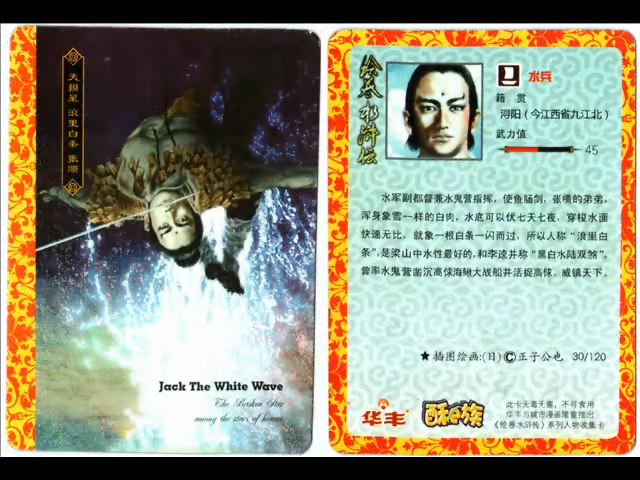 天损星 浪里白条 张顺
Jack The White Wave
The Broken Star
among the stars of heaven
绘卷水浒传
水兵
籍 贯
浔阳（今江西省九江北）
武力值
45
水军副都督兼水鬼营指挥，使鱼肠剑，张横的弟弟，
浑身象雪一样的白肉，水底可以伏七天七夜，穿梭水面
快速无比，就象一根白条一闪而过，所以人称“浪里白
条”，是梁山中水性最好的，和李逵并称“黑白水陆双煞”。
曾率水鬼营凿沉高俅海鳅大战船并活捉高俅，威镇天下。
★插图绘画:(日)©正子公也 30/120
华丰
酥E族
此卡无毒无害，不可食用
华丰与城市漫画隆重推出
《绘卷水浒传》系列人物收集卡